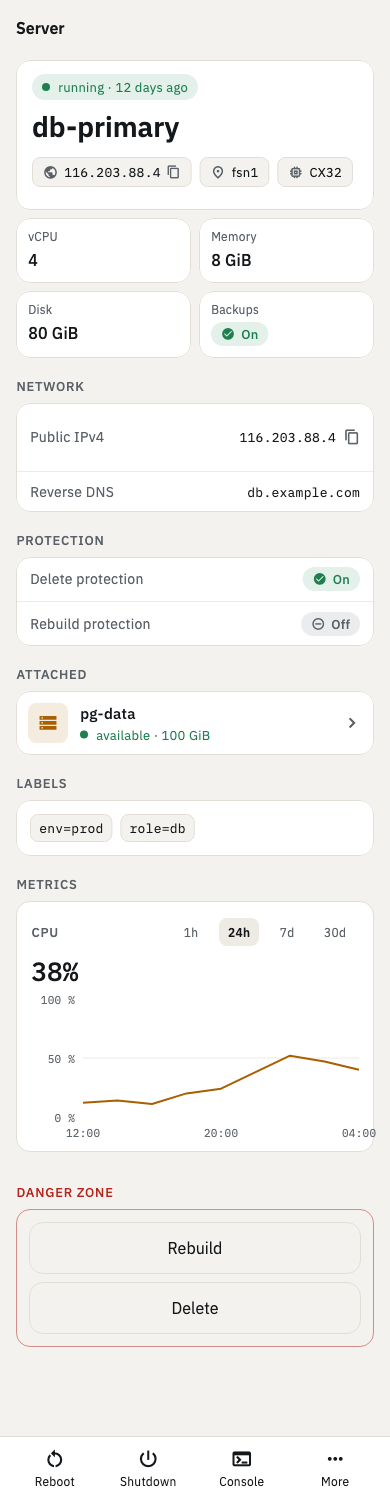 Server
running · 12 days ago
db-primary
116.203.88.4 fsn1 CX32
vCPU
4
Memory
8 GiB
Disk
80 GiB
Backups
On
NETWORK
Public IPv4 116.203.88.4
Reverse DNS db.example.com
PROTECTION
Delete protection On
Rebuild protection Off
ATTACHED
pg-data
available · 100 GiB
LABELS
env=prod role=db
METRICS
CPU 1h 24h 7d 30d
38%
100 %
50 %
0 %
12:00 20:00 04:00
DANGER ZONE
Rebuild
Delete
Reboot Shutdown Console More